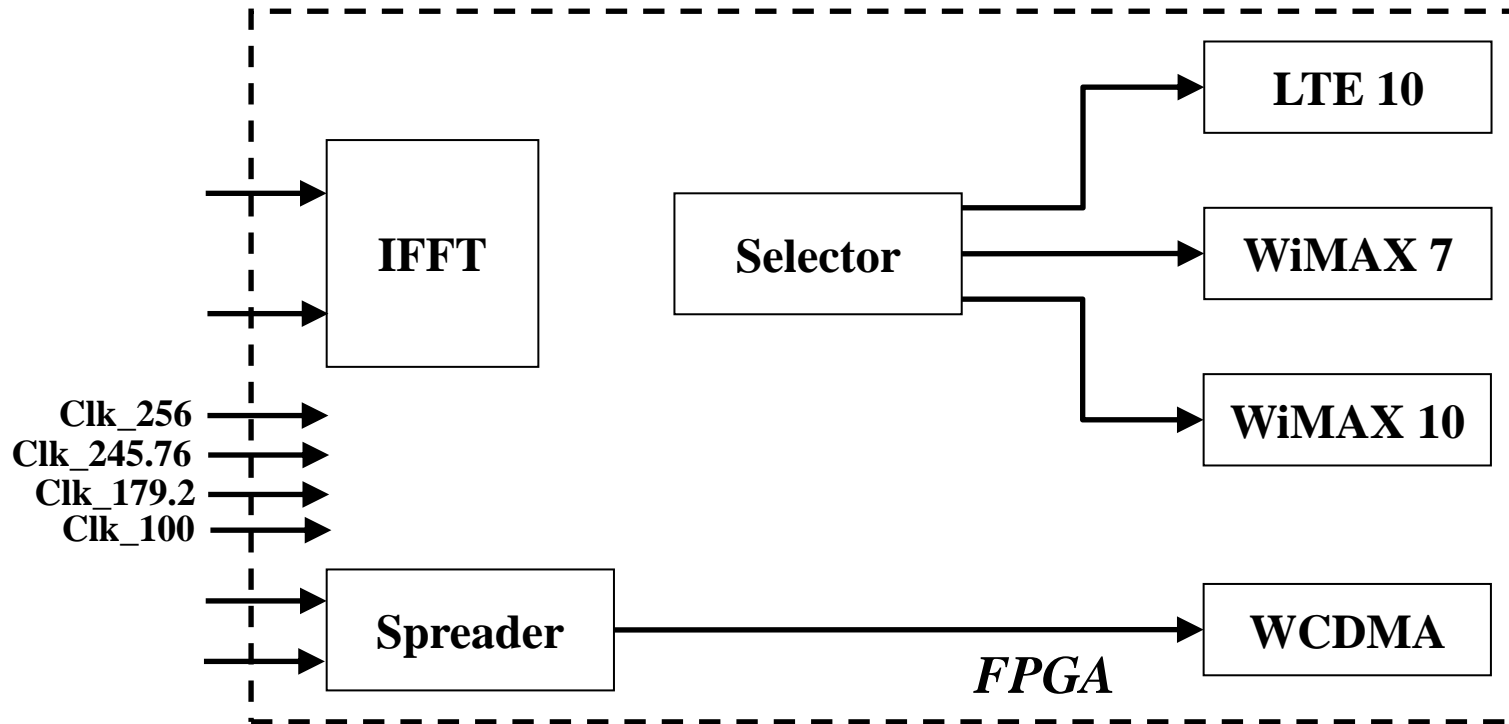 LTE 10
IFFT
Selector
WiMAX 7
WiMAX 10
Clk_256
Clk_245.76
Clk_179.2
Clk_100
Spreader
WCDMA
FPGA